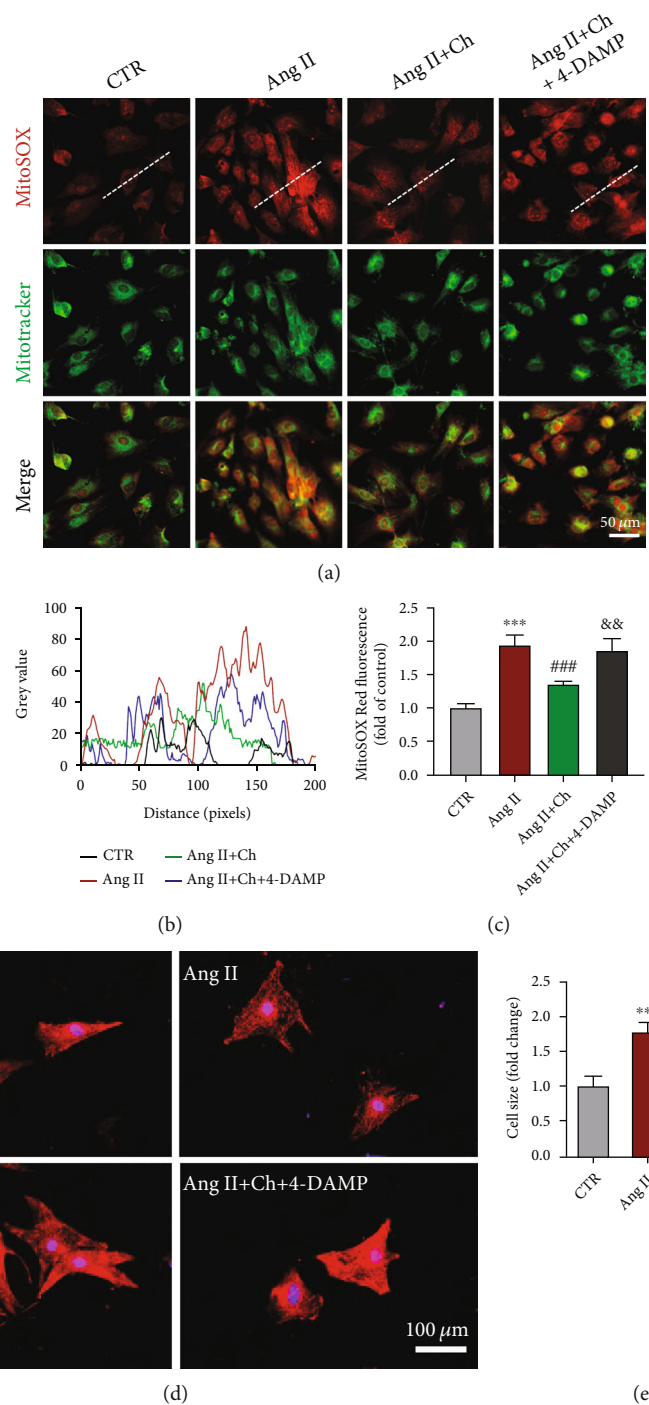 CTR
Ang II
Ang II+Ch
Ang II+Ch
+ 4-DAMP
MitoSOX
Mitotracker
Merge
50 µm
(a)
100
80
60
40
20
0
Grey value
0 50 100 150 200
Distance (pixels)
CTR
Ang II+Ch
Ang II
Ang II+Ch+4-DAMP
(b)
MitoSOX Red fluorescence
(fold of control)
2.5
2.0
1.5
1.0
0.5
0.0
***
###
&&
CTR
Ang II
Ang II+Ch
Ang II+Ch+4-DAMP
(c)
Ang II
Ang II+Ch+4-DAMP
100 µm
(d)
Cell size (fold change)
2.5
2.0
1.5
1.0
0.5
0.0
**
CTR
Ang II
(e